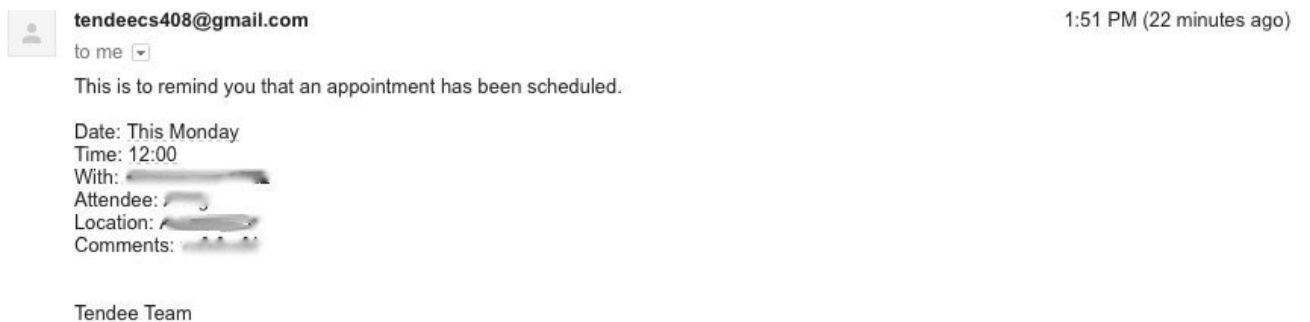 tendeecs408@gmail.com 1:51 PM (22 minutes ago)
to me
This is to remind you that an appointment has been scheduled.
Date: This Monday
Time: 12:00
With:
Attendee:
Location:
Comments:
Tendee Team